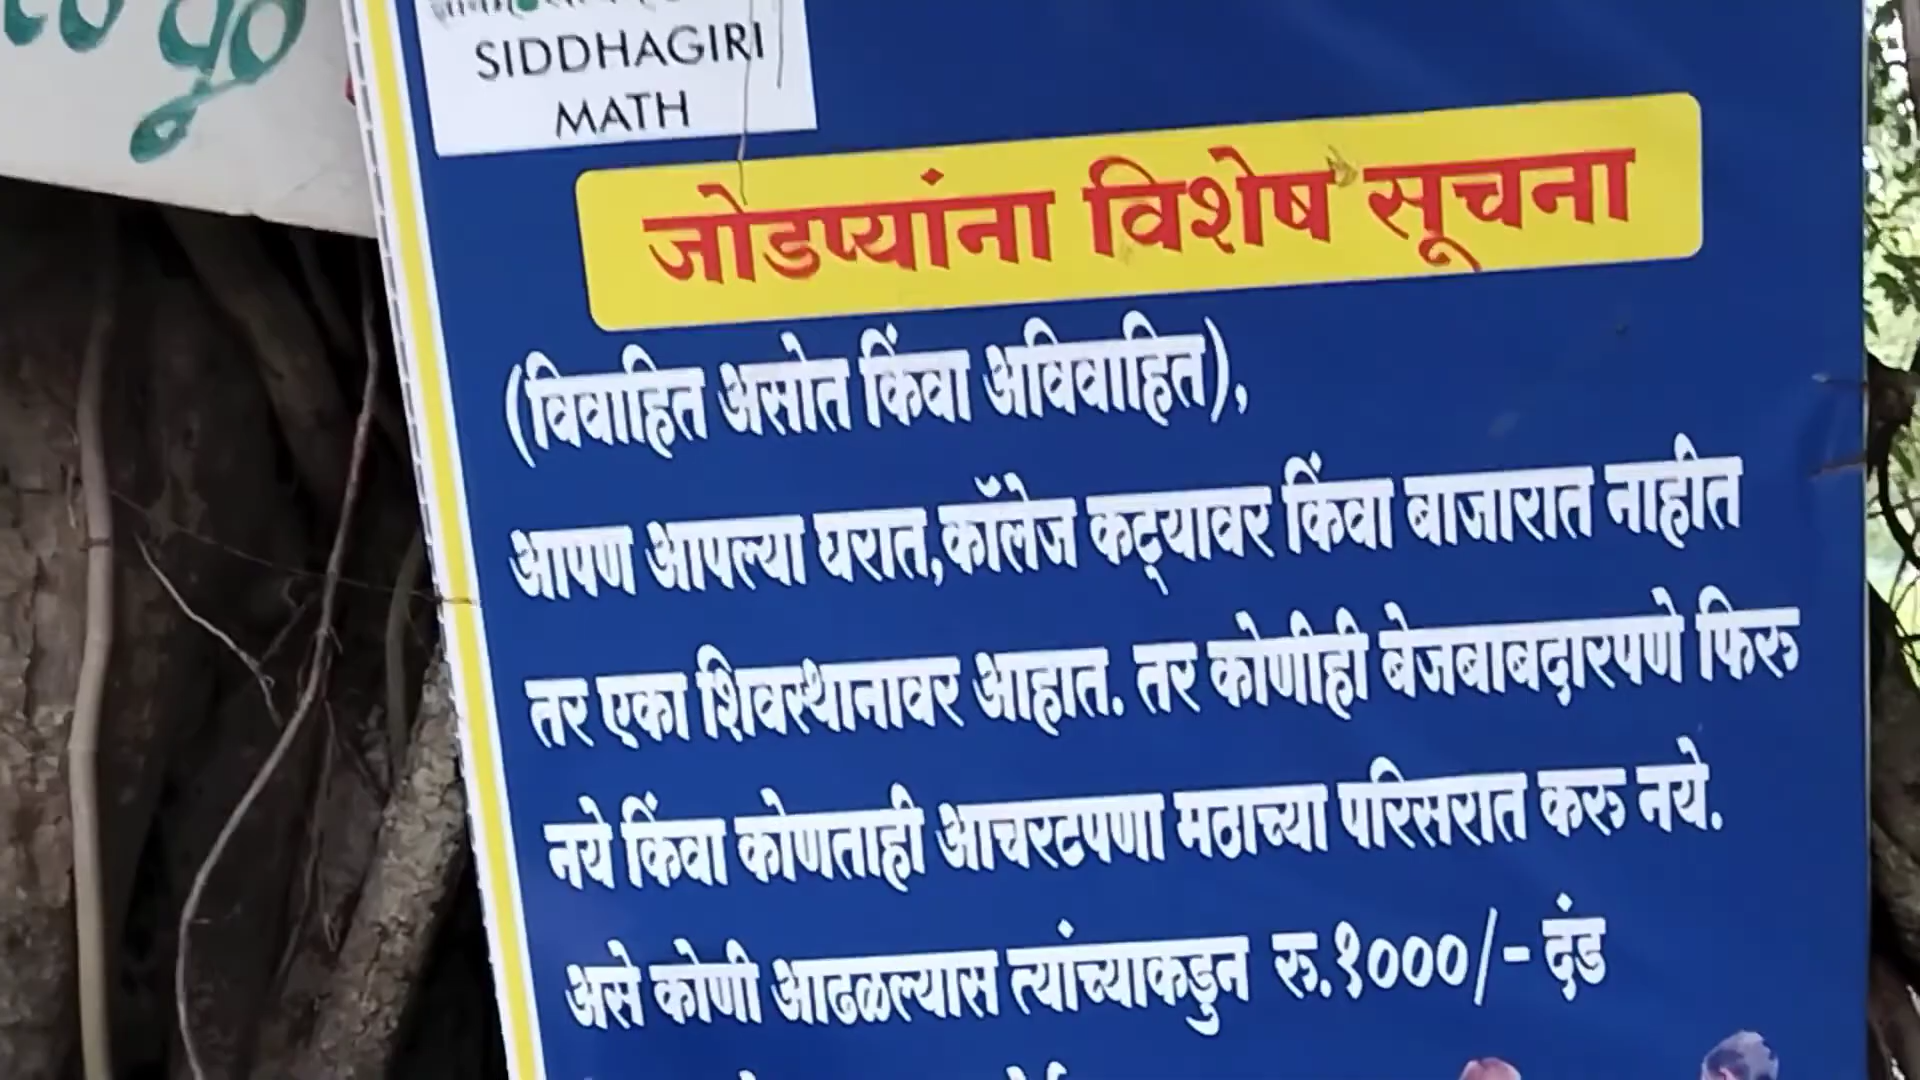 SIDDHAGIRI
MATH
जोडप्यांना विशेष सूचना
(विवाहित असोत किंवा अविवाहित),
आपण आपल्या घरात,कॉलेज कट्यावर किंवा बाजारात नाहीत
तर एका शिवस्थानावर आहात. तर कोणीही बेजबाबदारपणे फिरु
नये किंवा कोणताही आचरटपणा मठाच्या परिसरात करु नये.
असे कोणी आढळल्यास त्यांच्याकडुन रु.१०००/- दंड